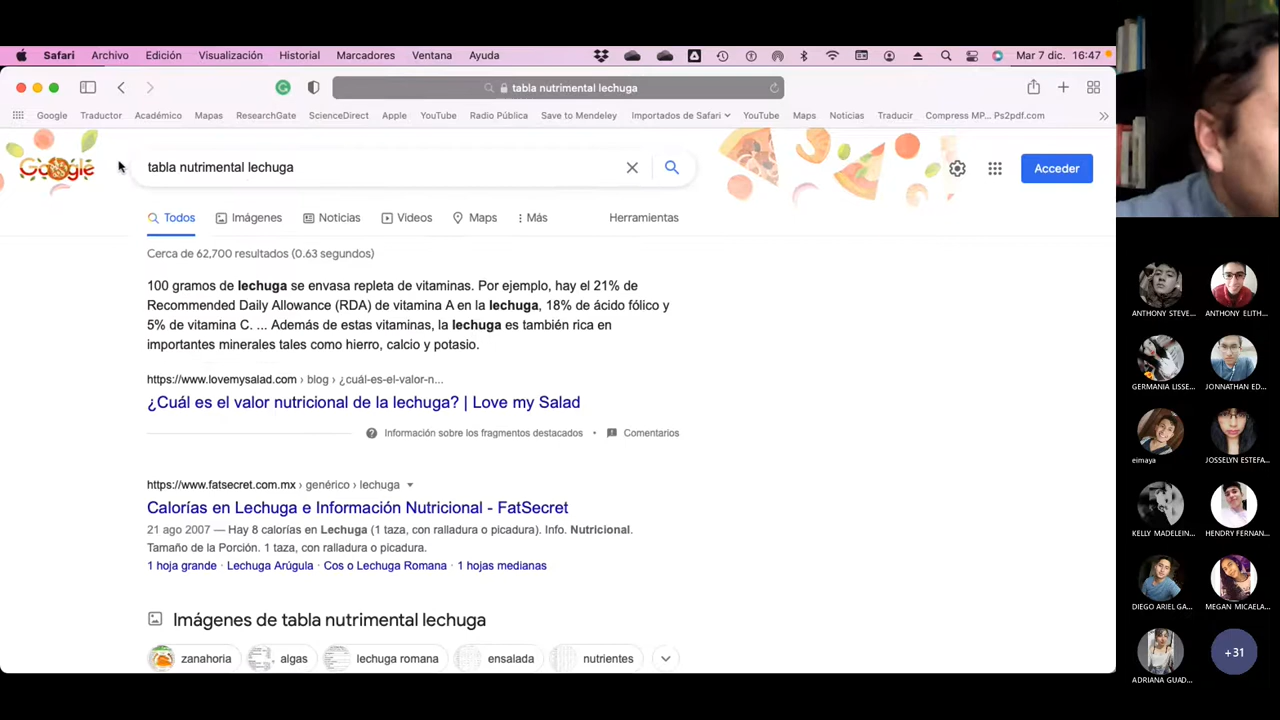 Safari Archivo Edición Visualización Historial Marcadores Ventana Ayuda Mar 7 dic. 16:47
tabla nutrimental lechuga
Google Traductor Académico Mapas ResearchGate ScienceDirect Apple YouTube Radio Pública Save to Mendeley Importados de Safari YouTube Maps Noticias Traducir Compress MP... Ps2pdf.com
Google
tabla nutrimental lechuga
Acceder
Todos Imágenes Noticias Videos Maps Más Herramientas
Cerca de 62,700 resultados (0.63 segundos)
100 gramos de lechuga se envasa repleta de vitaminas. Por ejemplo, hay el 21% de
Recommended Daily Allowance (RDA) de vitamina A en la lechuga, 18% de ácido fólico y
5% de vitamina C. ... Además de estas vitaminas, la lechuga es también rica en
importantes minerales tales como hierro, calcio y potasio.
https://www.lovemysalad.com › blog › ¿cuál-es-el-valor-n...
¿Cuál es el valor nutricional de la lechuga? | Love my Salad
Información sobre los fragmentos destacados • Comentarios
https://www.fatsecret.com.mx › genérico › lechuga
Calorías en Lechuga e Información Nutricional - FatSecret
21 ago 2007 — Hay 8 calorías en Lechuga (1 taza, con ralladura o picadura). Info. Nutricional.
Tamaño de la Porción. 1 taza, con ralladura o picadura.
1 hoja grande · Lechuga Arúgula · Cos o Lechuga Romana · 1 hojas medianas
Imágenes de tabla nutrimental lechuga
zanahoria algas lechuga romana ensalada nutrientes
ANTHONY STEVE... ANTHONY ELITH...
GERMANIA LISSE... JONNATHAN ED...
eimaya JOSSELYN ESTEFA...
KELLY MADELEIN... HENDRY FERNAN...
DIEGO ARIEL GA... MEGAN MICAELA...
ADRIANA GUAD... +31